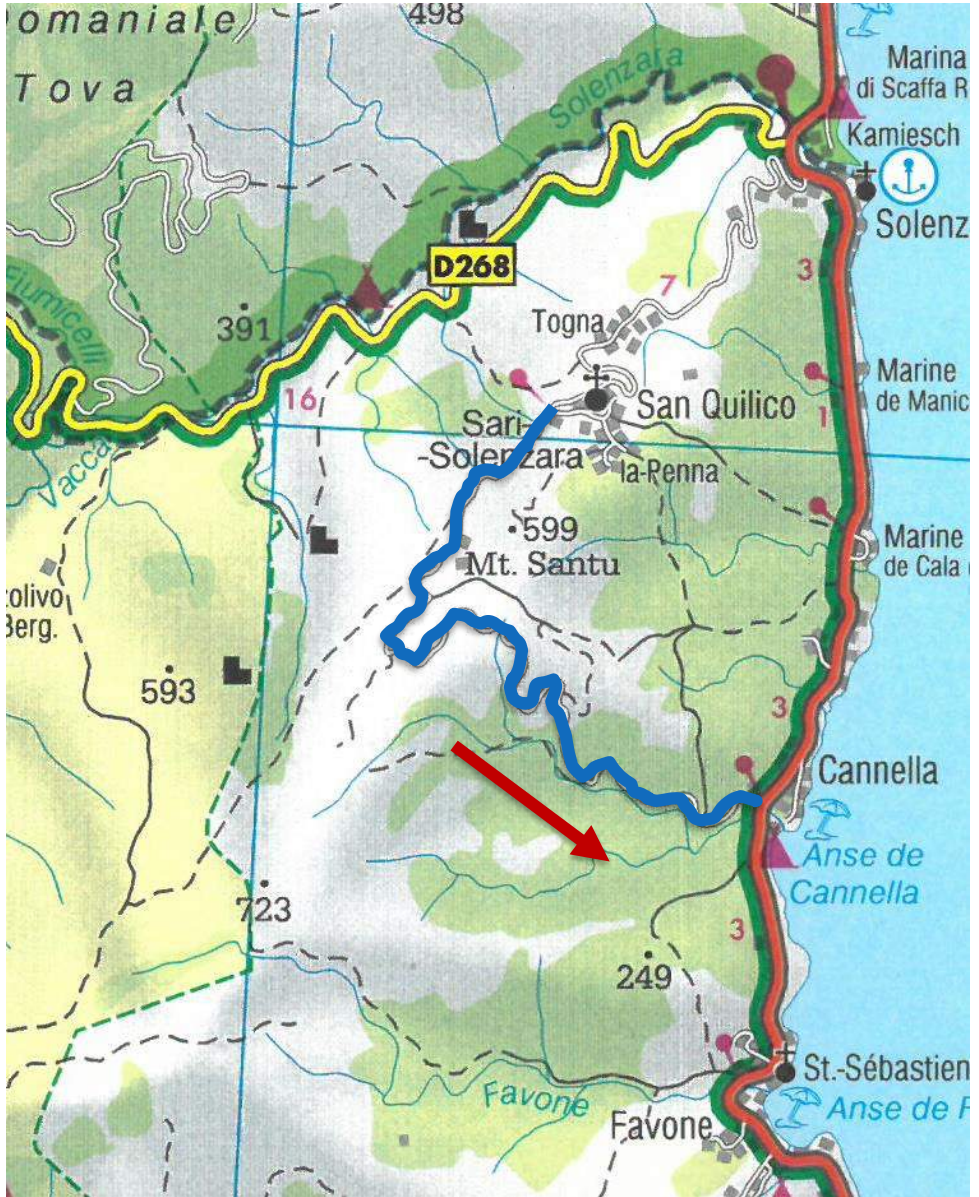 omaniale
Tova
498
Solenzara
Marina
di Scaffa R
Kamiesch
Solenz
D268
7
3
Togna
391
Fiumicelli
16
San Quilico
Marine
de Manic
1
Sari-
-Solenzara
la-Renna
Vacca
599
Mt. Santu
Marine
de Cala
olivo
Berg.
593
3
Cannella
Anse de
Cannella
723
3
249
St.-Sébastien
Favone
Anse de F
Favone